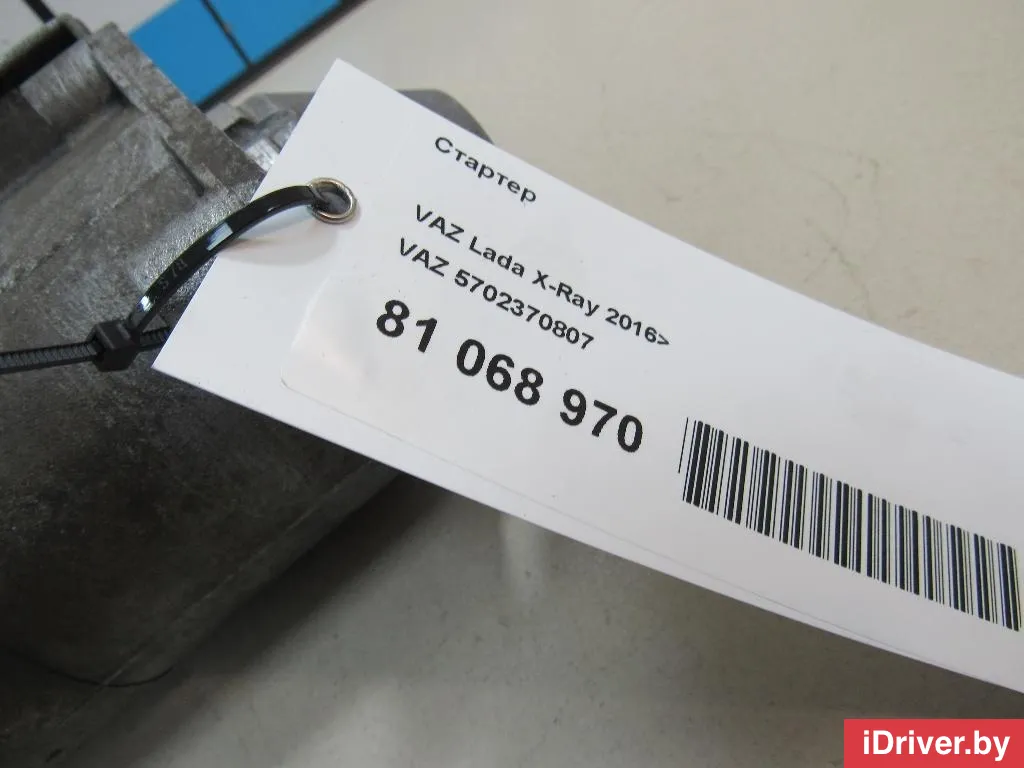 Стартер
VAZ Lada X-Ray 2016>
VAZ 5702370807
81 068 970
iDriver.by